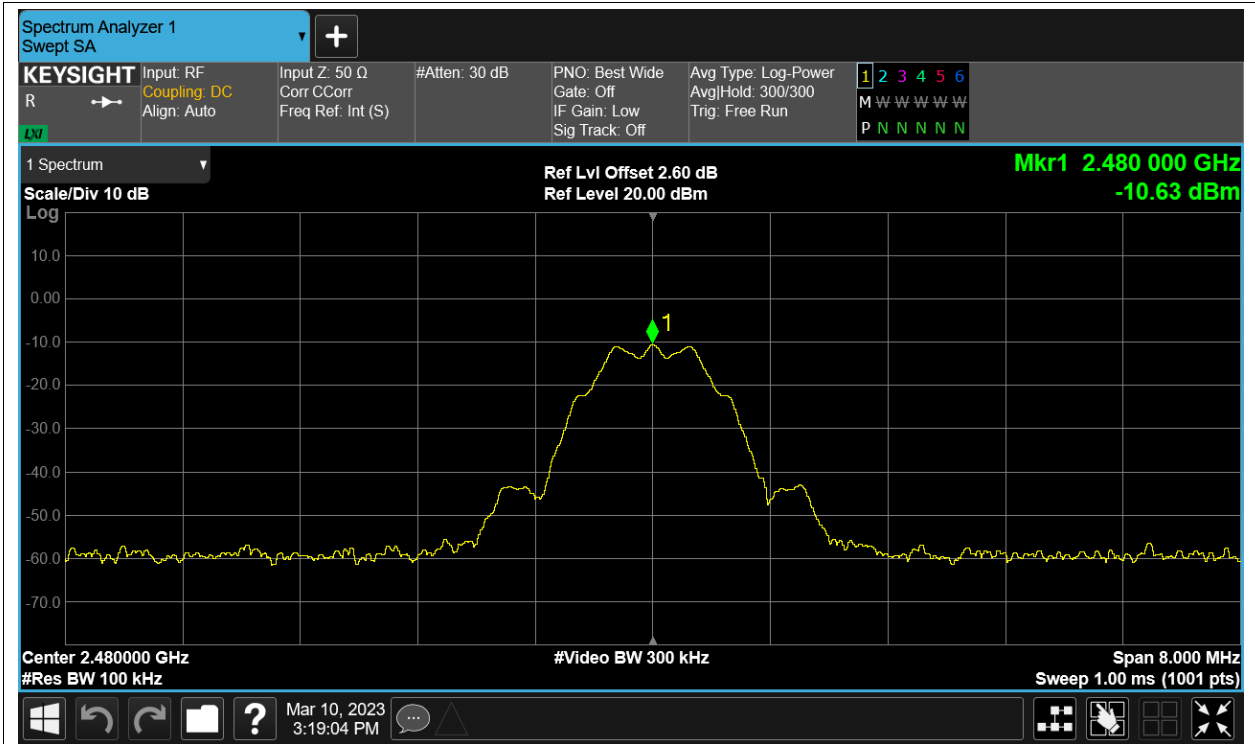 Spectrum Analyzer 1
Swept SA
KEYSIGHT
R
LXI
Input: RF
Coupling: DC
Align: Auto
Input Z: 50 Ω
Corr CCorr
Freq Ref: Int (S)
#Atten: 30 dB
PNO: Best Wide
Gate: Off
IF Gain: Low
Sig Track: Off
Avg Type: Log-Power
Avg|Hold: 300/300
Trig: Free Run
1 2 3 4 5 6
M W W W W W
P N N N N N
1 Spectrum
Scale/Div 10 dB
Log
Ref Lvl Offset 2.60 dB
Ref Level 20.00 dBm
Mkr1 2.480 000 GHz
-10.63 dBm
10.0
0.00
1
-10.0
-20.0
-30.0
-40.0
-50.0
-60.0
-70.0
Center 2.480000 GHz
#Video BW 300 kHz
Span 8.000 MHz
#Res BW 100 kHz
Sweep 1.00 ms (1001 pts)
?
Mar 10, 2023
3:19:04 PM